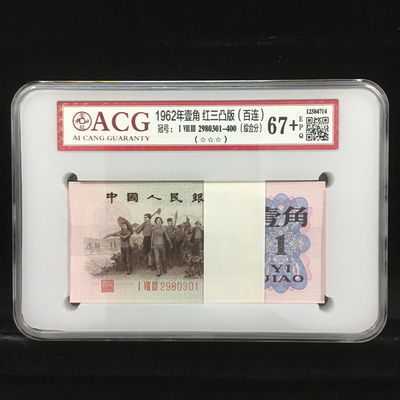 ACG
AI CANG GUARANTY
1962年壹角 红三凸版（百连）
冠号： I VIII III 2980301-400（综合分）
（☆☆☆）
67+
EPQ
12584714
中國人民銀
壹角
1
YI
JIAO
I VIII III 2980301